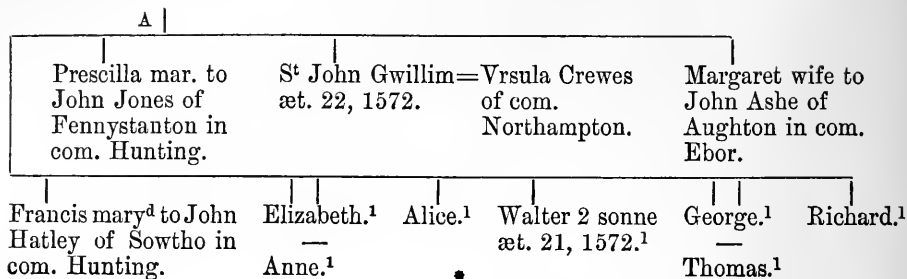 A
Prescilla mar. to
John Jones of
Fennystanton in
com. Hunting.
Sᵗ John Gwillim=Vrsula Crewes
æt. 22, 1572. of com.
Northampton.
Margaret wife to
John Ashe of
Aughton in com.
Ebor.
Francis maryᵈ to John
Hatley of Sowtho in
com. Hunting.
Elizabeth.¹
—
Anne.¹
Alice.¹
Walter 2 sonne
æt. 21, 1572.¹
George.¹
—
Thomas.¹
Richard.¹